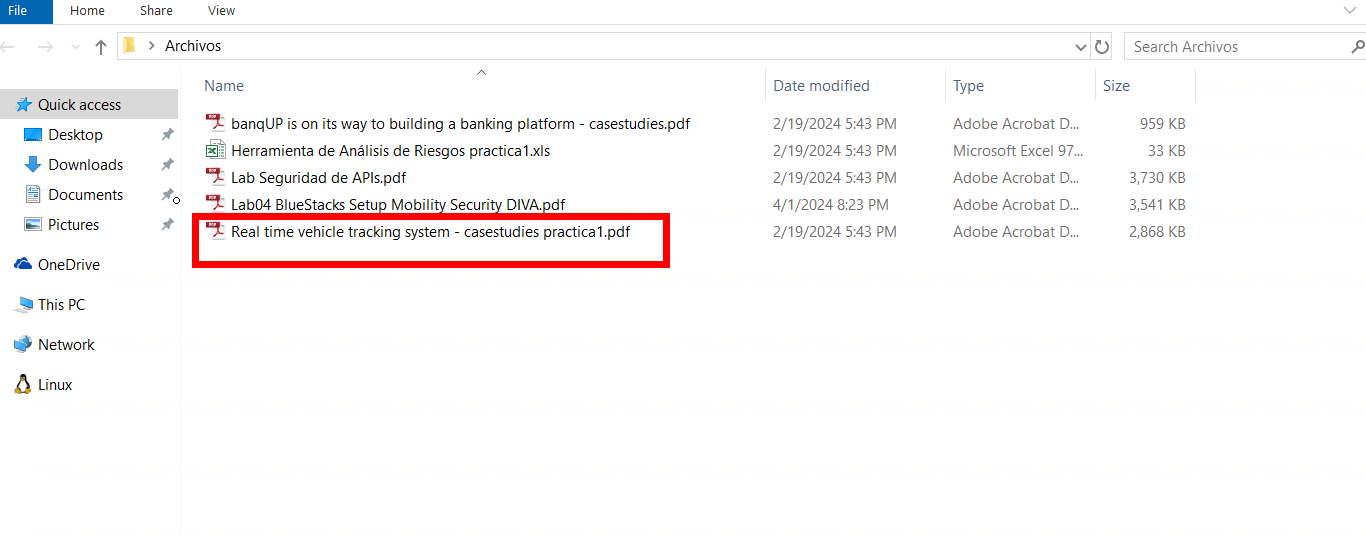 File Home Share View
Archivos Search Archivos
Name Date modified Type Size
Quick access
Desktop
Downloads
Documents
Pictures
OneDrive
This PC
Network
Linux
banqUP is on its way to building a banking platform - casestudies.pdf 2/19/2024 5:43 PM Adobe Acrobat D... 959 KB
Herramienta de Análisis de Riesgos practica1.xls 2/19/2024 5:43 PM Microsoft Excel 97... 33 KB
Lab Seguridad de APIs.pdf 2/19/2024 5:43 PM Adobe Acrobat D... 3,730 KB
Lab04 BlueStacks Setup Mobility Security DIVA.pdf 4/1/2024 8:23 PM Adobe Acrobat D... 3,541 KB
Real time vehicle tracking system - casestudies practica1.pdf 2/19/2024 5:43 PM Adobe Acrobat D... 2,868 KB